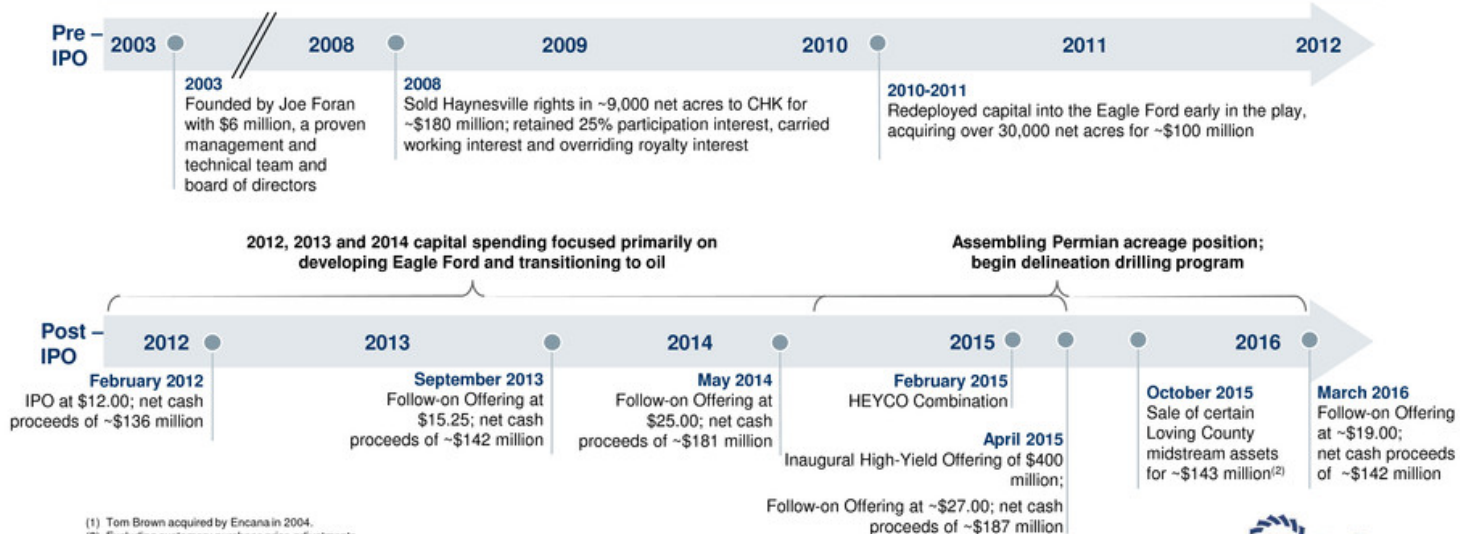 Pre –
IPO
2003
2008
2009
2010
2011
2012
2003
Founded by Joe Foran
with $6 million, a proven
management and
technical team and
board of directors
2008
Sold Haynesville rights in ~9,000 net acres to CHK for
~$180 million; retained 25% participation interest, carried
working interest and overriding royalty interest
2010-2011
Redeployed capital into the Eagle Ford early in the play,
acquiring over 30,000 net acres for ~$100 million
2012, 2013 and 2014 capital spending focused primarily on
developing Eagle Ford and transitioning to oil
Assembling Permian acreage position;
begin delineation drilling program
Post –
IPO
2012
2013
2014
2015
2016
February 2012
IPO at $12.00; net cash
proceeds of ~$136 million
September 2013
Follow-on Offering at
$15.25; net cash
proceeds of ~$142 million
May 2014
Follow-on Offering at
$25.00; net cash
proceeds of ~$181 million
February 2015
HEYCO Combination
April 2015
Inaugural High-Yield Offering of $400
million;
Follow-on Offering at ~$27.00; net cash
proceeds of ~$187 million
October 2015
Sale of certain
Loving County
midstream assets
for ~$143 million(2)
March 2016
Follow-on Offering
at ~$19.00;
net cash proceeds
of ~$142 million
(1) Tom Brown acquired by Encana in 2004.